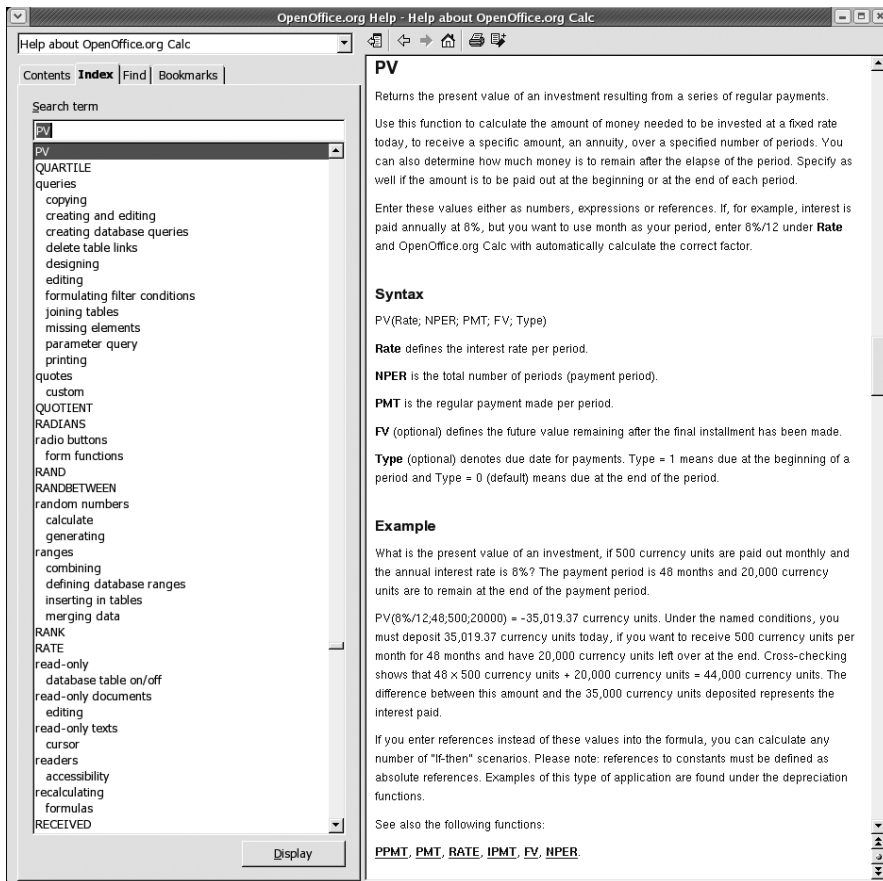 OpenOffice.org Help - Help about OpenOffice.org Calc
Help about OpenOffice.org Calc
Contents Index Find Bookmarks
Search term
PV
PV
QUARTILE
queries
copying
creating and editing
creating database queries
delete table links
designing
editing
formulating filter conditions
joining tables
missing elements
parameter query
printing
quotes
custom
QUOTIENT
RADIANS
radio buttons
form functions
RAND
RANDBETWEEN
random numbers
calculate
generating
ranges
combining
defining database ranges
inserting in tables
merging data
RANK
RATE
read-only
database table on/off
read-only documents
editing
read-only texts
cursor
readers
accessibility
recalculating
formulas
RECEIVED
Display
PV
Returns the present value of an investment resulting from a series of regular payments.
Use this function to calculate the amount of money needed to be invested at a fixed rate
today, to receive a specific amount, an annuity, over a specified number of periods. You
can also determine how much money is to remain after the elapse of the period. Specify as
well if the amount is to be paid out at the beginning or at the end of each period.
Enter these values either as numbers, expressions or references. If, for example, interest is
paid annually at 8%, but you want to use month as your period, enter 8%/12 under Rate
and OpenOffice.org Calc with automatically calculate the correct factor.
Syntax
PV(Rate; NPER; PMT; FV; Type)
Rate defines the interest rate per period.
NPER is the total number of periods (payment period).
PMT is the regular payment made per period.
FV (optional) defines the future value remaining after the final installment has been made.
Type (optional) denotes due date for payments. Type = 1 means due at the beginning of a
period and Type = 0 (default) means due at the end of the period.
Example
What is the present value of an investment, if 500 currency units are paid out monthly and
the annual interest rate is 8%? The payment period is 48 months and 20,000 currency
units are to remain at the end of the payment period.
PV(8%/12;48;500;20000) = -35,019.37 currency units. Under the named conditions, you
must deposit 35,019.37 currency units today, if you want to receive 500 currency units per
month for 48 months and have 20,000 currency units left over at the end. Cross-checking
shows that 48 x 500 currency units + 20,000 currency units = 44,000 currency units. The
difference between this amount and the 35,000 currency units deposited represents the
interest paid.
If you enter references instead of these values into the formula, you can calculate any
number of "If-then" scenarios. Please note: references to constants must be defined as
absolute references. Examples of this type of application are found under the depreciation
functions.
See also the following functions:
PPMT, PMT, RATE, IPMT, FV, NPER.